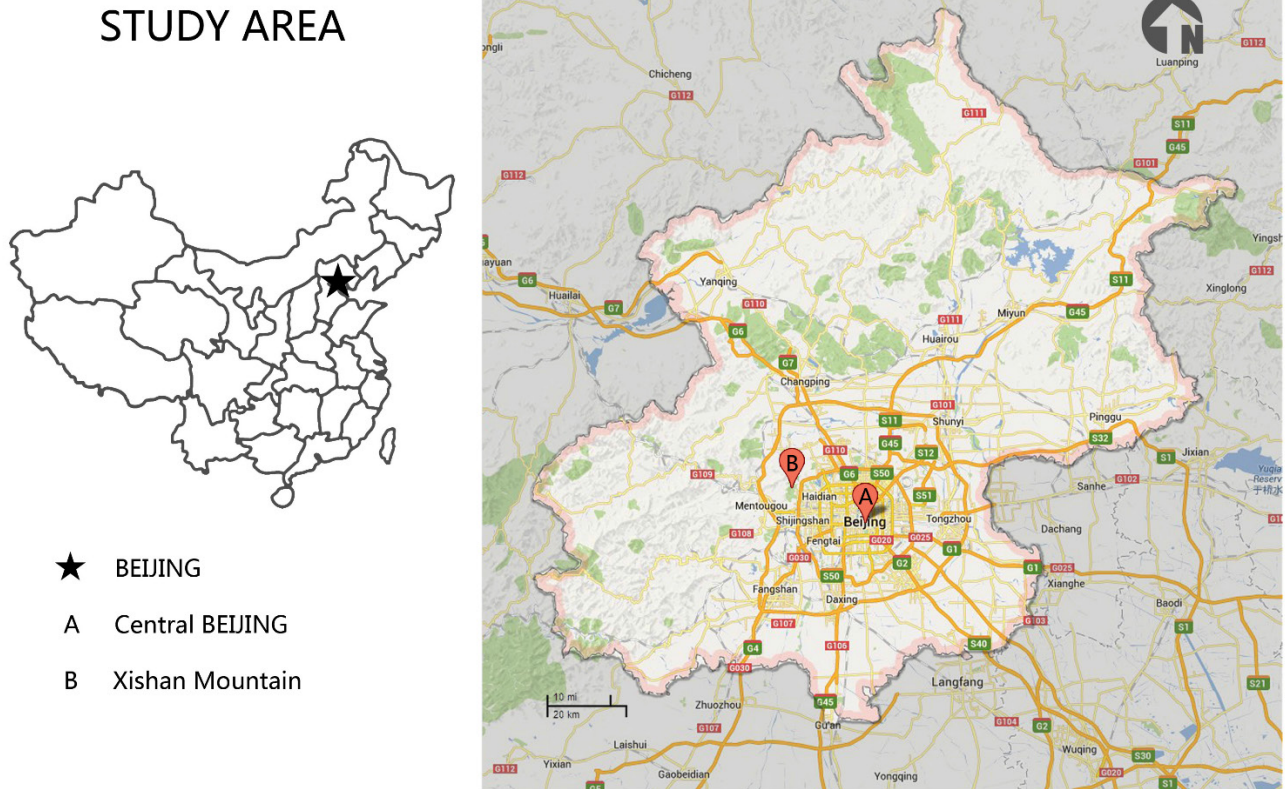 STUDY AREA
BEIJING
A Central BEIJING
B Xishan Mountain
N
Luanping
G112
Chicheng
G112
G111
S11
G45
G101
G112
Yanqing
G6
Huailai
G7
G110
G112
Xinglong
S11
G45
Miyun
G111
Huairou
G6
G7
Changping
G101
Pinggu
S11
Shunyi
G45
S32
G110
S12
S1
Jixian
B
G109
G6
S50
G102
Sanhe
Haidian
A
S51
Mentougou
Shijingshan
Beijing
Tongzhou
Dachang
G108
Fengtai
G020
G025
G1
G030
G2
G1
G025
S50
Xianghe
Fangshan
Daxing
Baodi
G107
G103
S1
G4
G106
S40
G030
Langfang
S21
10 mi
20 km
Zhuozhou
G45
G107
Gu'an
G104
G2
Laishui
Wuqing
S30
Yixian
G112
Gaobeidian
Yongqing
G020
S1
于桥水